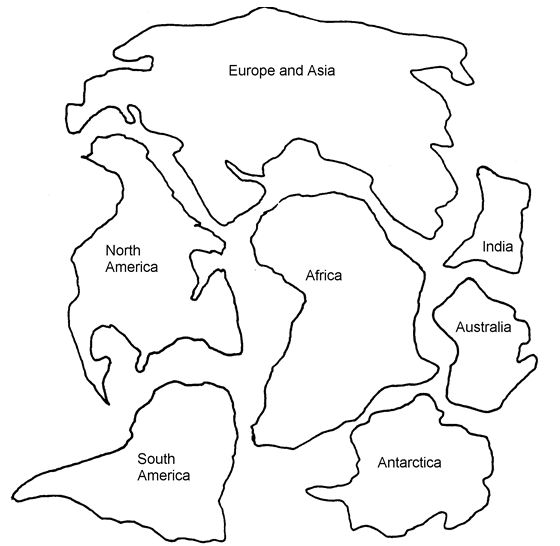 Europe and Asia
North
America
Africa
India
Australia
South
America
Antarctica